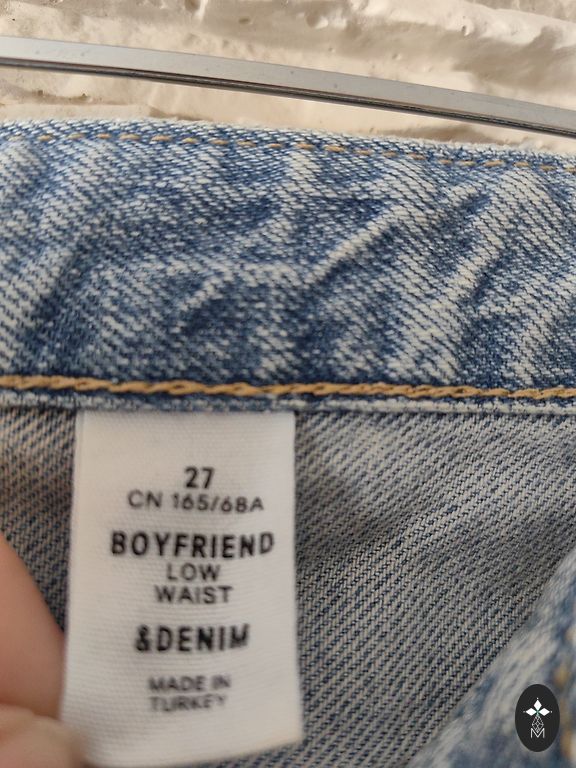 27
CN 165/68A
BOYFRIEND
LOW
WAIST
&DENIM
MADE IN
TURKEY
M